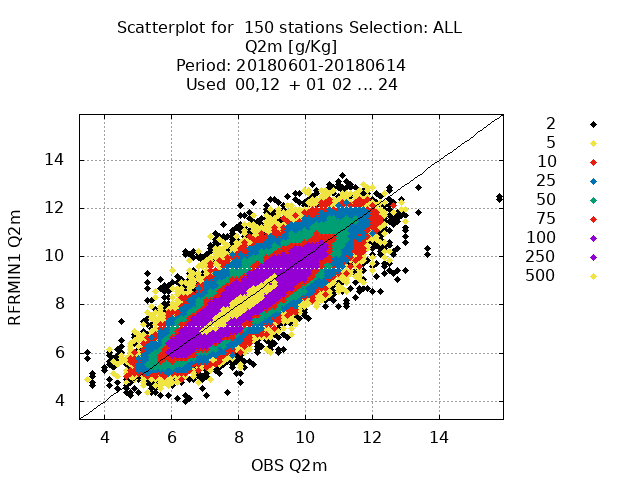 Scatterplot for  150 stations Selection: ALL
Q2m [g/Kg]
Period: 20180601-20180614
Used  00,12  + 01 02 ... 24
2
5
10
25
50
75
100
250
500
14
12
10
8
6
4
RFRMIN1 Q2m
4 6 8 10 12 14
OBS Q2m